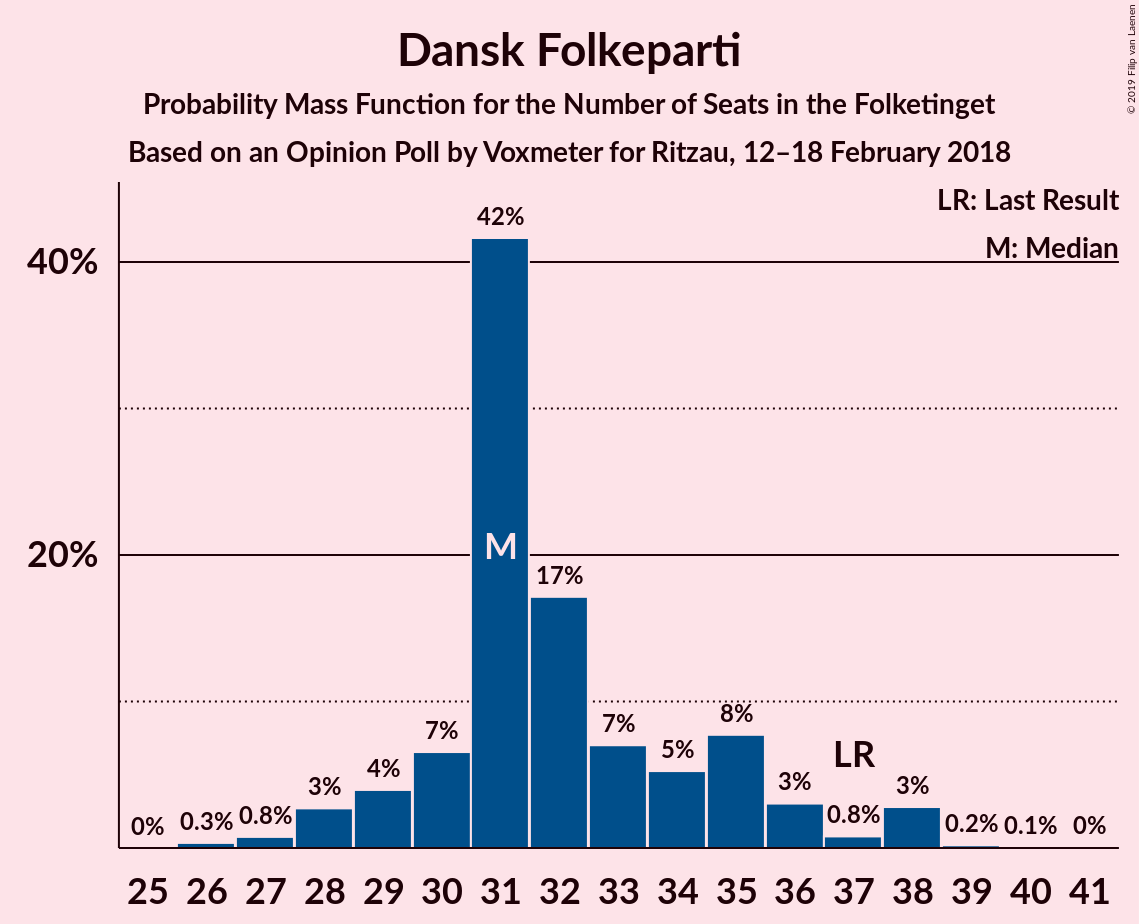 Dansk Folkeparti
Probability Mass Function for the Number of Seats in the Folketinget
Based on an Opinion Poll by Voxmeter for Ritzau, 12–18 February 2018
© 2019 Filip van Laenen
LR: Last Result
M: Median
40%
20%
0%
0.3%
0.8%
3%
4%
7%
42%
M
17%
7%
5%
8%
3%
LR
0.8%
3%
0.2%
0.1%
0%
25 26 27 28 29 30 31 32 33 34 35 36 37 38 39 40 41